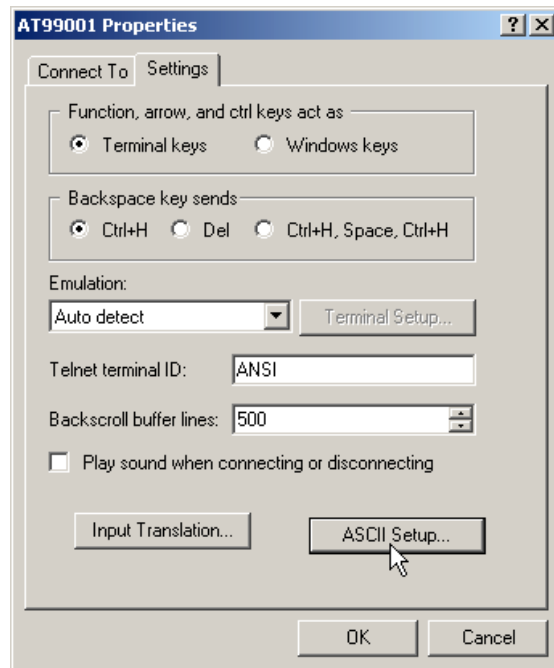 AT99001 Properties
Connect To Settings
Function, arrow, and ctrl keys act as
Terminal keys Windows keys
Backspace key sends
Ctrl+H Del Ctrl+H, Space, Ctrl+H
Emulation:
Auto detect Terminal Setup...
Telnet terminal ID: ANSI
Backscroll buffer lines: 500
Play sound when connecting or disconnecting
Input Translation... ASCII Setup...
OK Cancel